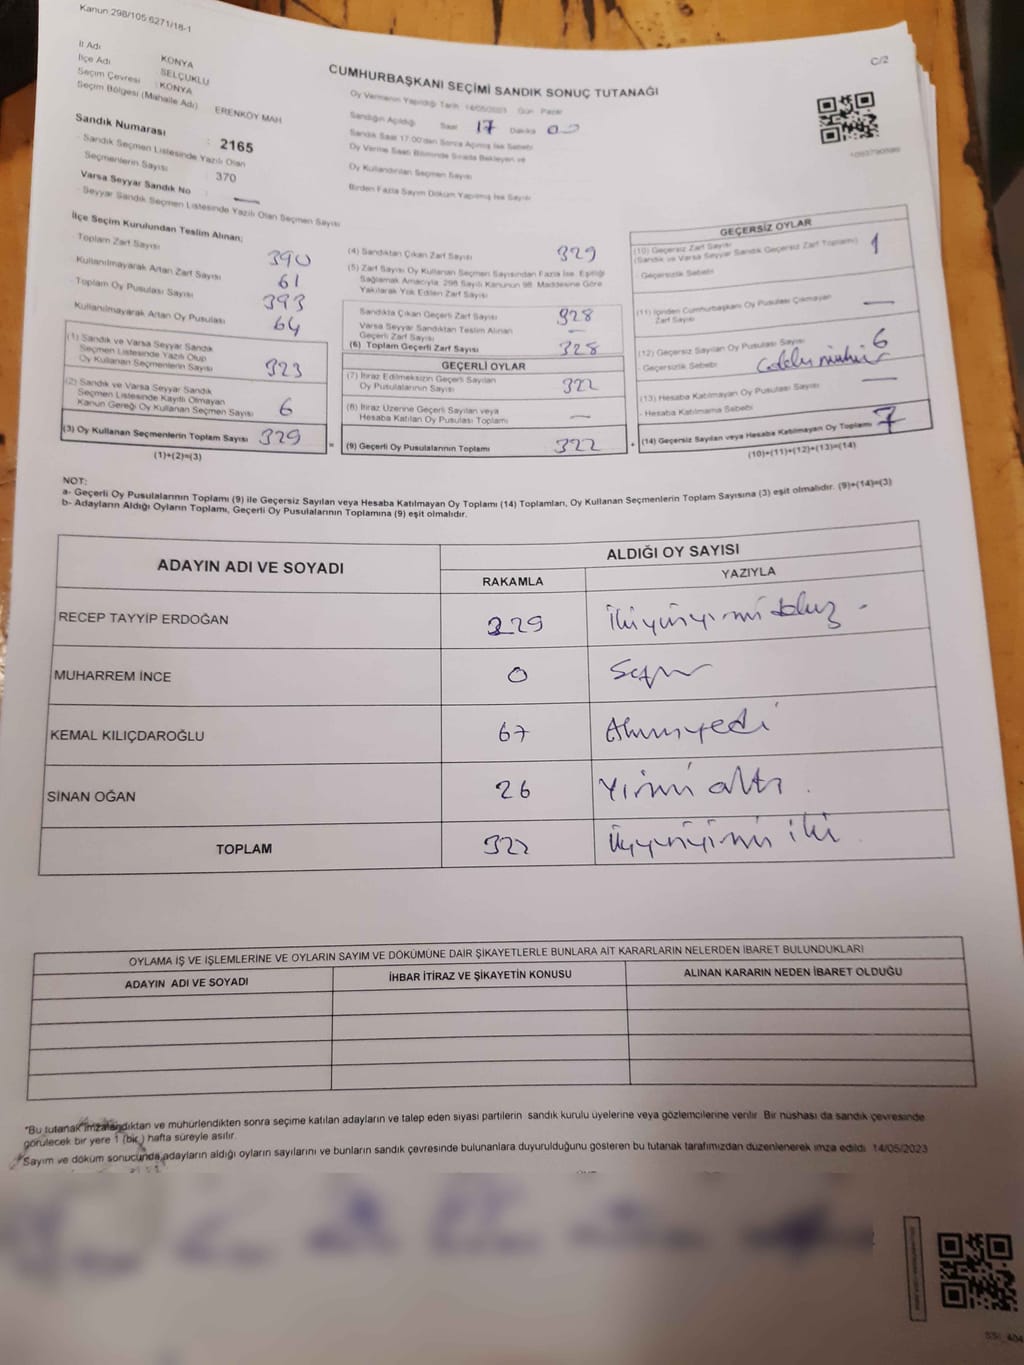 Kanun 298/105 6271/18-1
C/2
CUMHURBAŞKANI SEÇİMİ SANDIK SONUÇ TUTANAĞI
İl Adı KONYA
İlçe Adı SELÇUKLU
Seçim Çevresi : KONYA
Seçim Bölgesi (Mahalle Adı) ERENKÖY MAH
Sandık Numarası : 2165
- Sandık Seçmen Listesinde Yazılı Olan Seçmenlerin Sayısı : 370
Varsa Seyyar Sandık No —
- Seyyar Sandık Seçmen Listesinde Yazılı Olan Seçmen Sayısı
Oy Vermenin Yapıldığı Tarih 14/05/2023 Gün Pazar
Sandığın Açıldığı Saat 17 Dakika 00
Sandık Saat 17:00'den Sonra Açılmış İse Sebebi
Oy Verme Saati Bitiminde Sırada Bekleyen ve
Oy Kullandırılan Seçmen Sayısı
Birden Fazla Sayım Döküm Yapılmış İse Sayısı
İlçe Seçim Kurulundan Teslim Alınan;
- Toplam Zarf Sayısı 390
- Kullanılmayarak Artan Zarf Sayısı 61
- Toplam Oy Pusulası Sayısı 393
Kullanılmayarak Artan Oy Pusulası 64
(1) Sandık ve Varsa Seyyar Sandık
Seçmen Listesinde Yazılı Olup
Oy Kullanan Seçmenlerin Sayısı 323
(2) Sandık ve Varsa Seyyar Sandık
Seçmen Listesinde Kayıtlı Olmayan
Kanun Gereği Oy Kullanan Seçmen Sayısı 6
(3) Oy Kullanan Seçmenlerin Toplam Sayısı 329
(1)+(2)=(3)
(4) Sandıktan Çıkan Zarf Sayısı 329
(5) Zarf Sayısı Oy Kullanan Seçmen Sayısından Fazla İse, Eşitliği
Sağlamak Amacıyla, 298 Sayılı Kanunun 98. Maddesine Göre
Yakılarak Yok Edilen Zarf Sayısı
Sandıkta Çıkan Geçerli Zarf Sayısı 328
Varsa Seyyar Sandıktan Teslim Alınan
Geçerli Zarf Sayısı —
(6) Toplam Geçerli Zarf Sayısı 328
GEÇERLİ OYLAR
(7) İtiraz Edilmeksizin Geçerli Sayılan
Oy Pusulalarının Sayısı 322
(8) İtiraz Üzerine Geçerli Sayılan veya
Hesaba Katılan Oy Pusulası Toplamı —
= (9) Geçerli Oy Pusulalarının Toplamı 322
GEÇERSİZ OYLAR
(10) Geçersiz Zarf Sayısı
(Sandık ve Varsa Seyyar Sandık Geçersiz Zarf Toplamı) 1
- Geçersizlik Sebebi
(11) İçinden Cumhurbaşkanı Oy Pusulası Çıkmayan
Zarf Sayısı —
(12) Geçersiz Sayılan Oy Pusulası Sayısı 6
- Geçersizlik Sebebi
(13) Hesaba Katılmayan Oy Pusulası Sayısı —
- Hesaba Katılmama Sebebi
+ (14) Geçersiz Sayılan veya Hesaba Katılmayan Oy Toplamı 7
(10)+(11)+(12)+(13)=(14)
NOT:
a- Geçerli Oy Pusulalarının Toplamı (9) ile Geçersiz Sayılan veya Hesaba Katılmayan Oy Toplamı (14) Toplamları, Oy Kullanan Seçmenlerin Toplam Sayısına (3) eşit olmalıdır. (9)+(14)=(3)
b- Adayların Aldığı Oyların Toplamı, Geçerli Oy Pusulalarının Toplamına (9) eşit olmalıdır.
ADAYIN ADI VE SOYADI ALDIĞI OY SAYISI
RAKAMLA YAZIYLA
RECEP TAYYİP ERDOĞAN 229 ikiyüzyirmi dokuz
MUHARREM İNCE 0 Sıfır
KEMAL KILIÇDAROĞLU 67 Altmışyedi
SİNAN OĞAN 26 Yirmi altı
TOPLAM 322 Üçyüzyirmi iki
OYLAMA İŞ VE İŞLEMLERİNE VE OYLARIN SAYIM VE DÖKÜMÜNE DAİR ŞİKAYETLERLE BUNLARA AİT KARARLARIN NELERDEN İBARET BULUNDUKLARI
ADAYIN ADI VE SOYADI İHBAR İTİRAZ VE ŞİKAYETİN KONUSU ALINAN KARARIN NEDEN İBARET OLDUĞU
*Bu tutanak imzalandıktan ve mühürlendikten sonra seçime katılan adayların ve talep eden siyasi partilerin sandık kurulu üyelerine veya gözlemcilerine verilir. Bir nüshası da sandık çevresinde
görülecek bir yere 1 (bir) hafta süreyle asılır.
*Sayım ve döküm sonucunda,adayların aldığı oyların sayılarını ve bunların sandık çevresinde bulunanlara duyurulduğunu gösteren bu tutanak tarafımızdan düzenlenerek imza edildi 14/05/2023